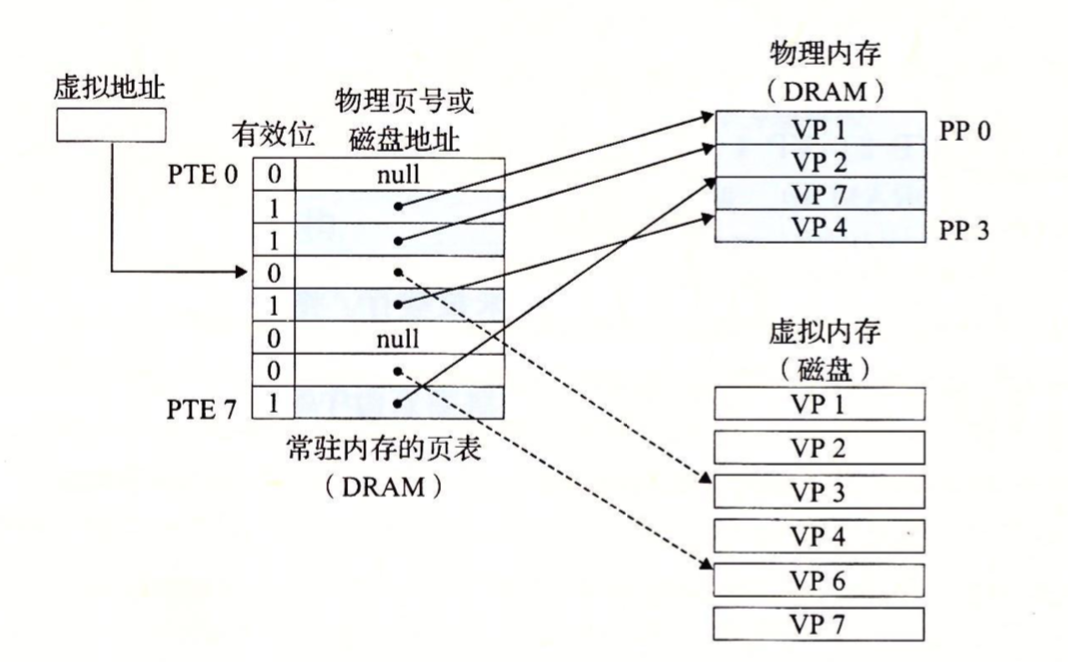 虚拟地址
有效位
物理页号或
磁盘地址
PTE 0
0
null
1
1
0
1
0
null
0
PTE 7
1
常驻内存的页表
（DRAM）
物理内存
（DRAM）
VP 1
PP 0
VP 2
VP 7
VP 4
PP 3
虚拟内存
（磁盘）
VP 1
VP 2
VP 3
VP 4
VP 6
VP 7